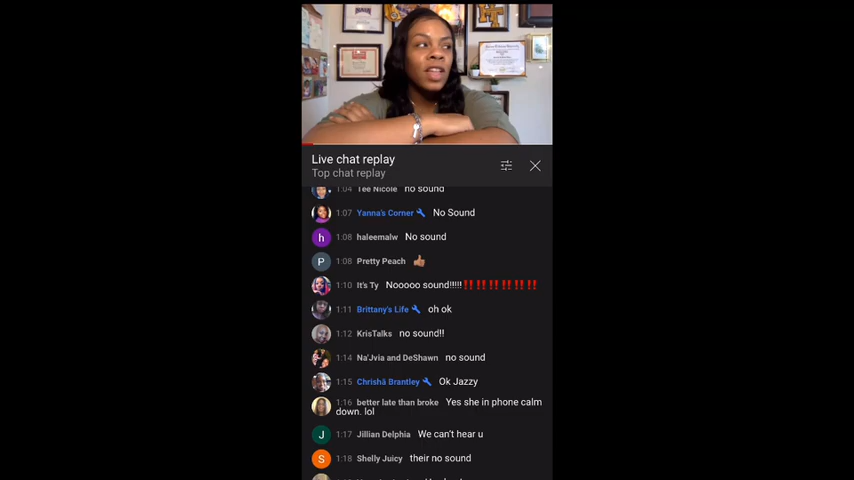 Live chat replay
Top chat replay
1:04 Tee Nicole no sound
1:07 Yanna's Corner No Sound
h 1:08 haleemalw No sound
P 1:08 Pretty Peach 👍🏽
1:10 It's Ty Nooooo sound!!!!!‼️‼️‼️‼️‼️‼️
1:11 Brittany's Life oh ok
1:12 KrisTalks no sound!!
1:14 Na'Jvia and DeShawn no sound
1:15 Chrishā Brantley Ok Jazzy
1:16 better late than broke Yes she in phone calm
down. lol
J 1:17 Jillian Delphia We can't hear u
S 1:18 Shelly Juicy their no sound